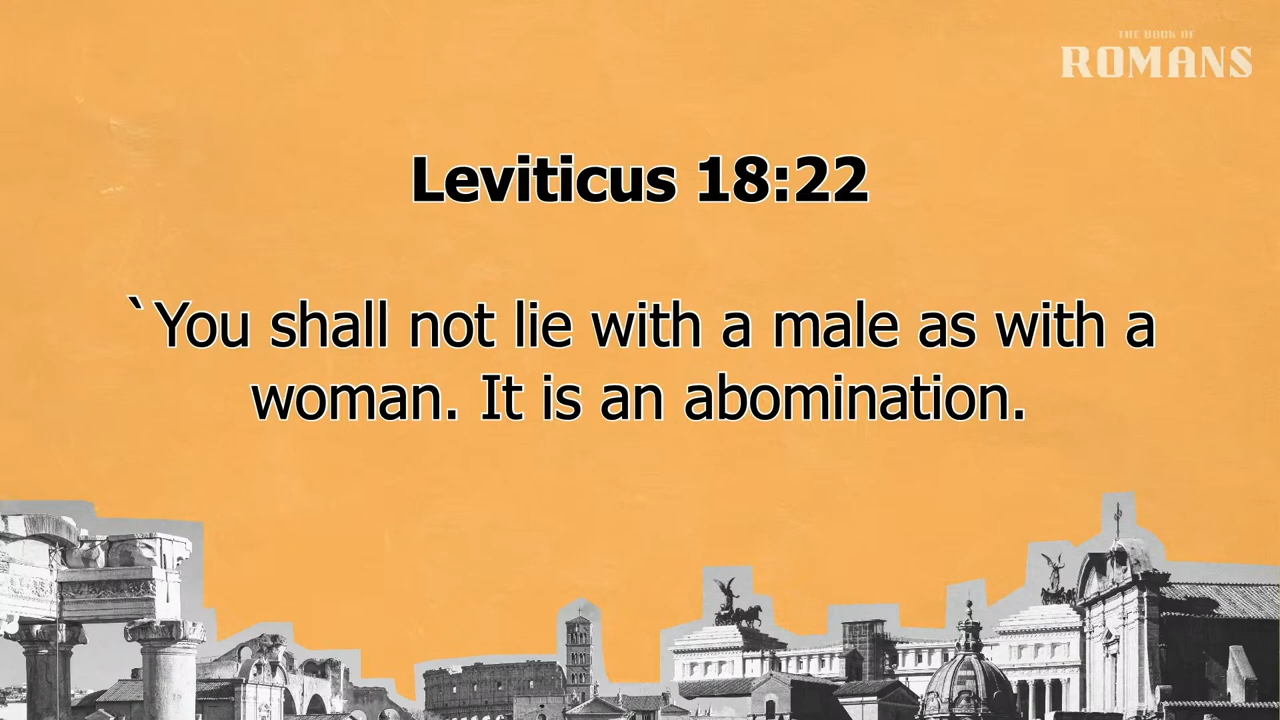 THE BOOK OF
ROMANS
Leviticus 18:22
`You shall not lie with a male as with a
woman. It is an abomination.